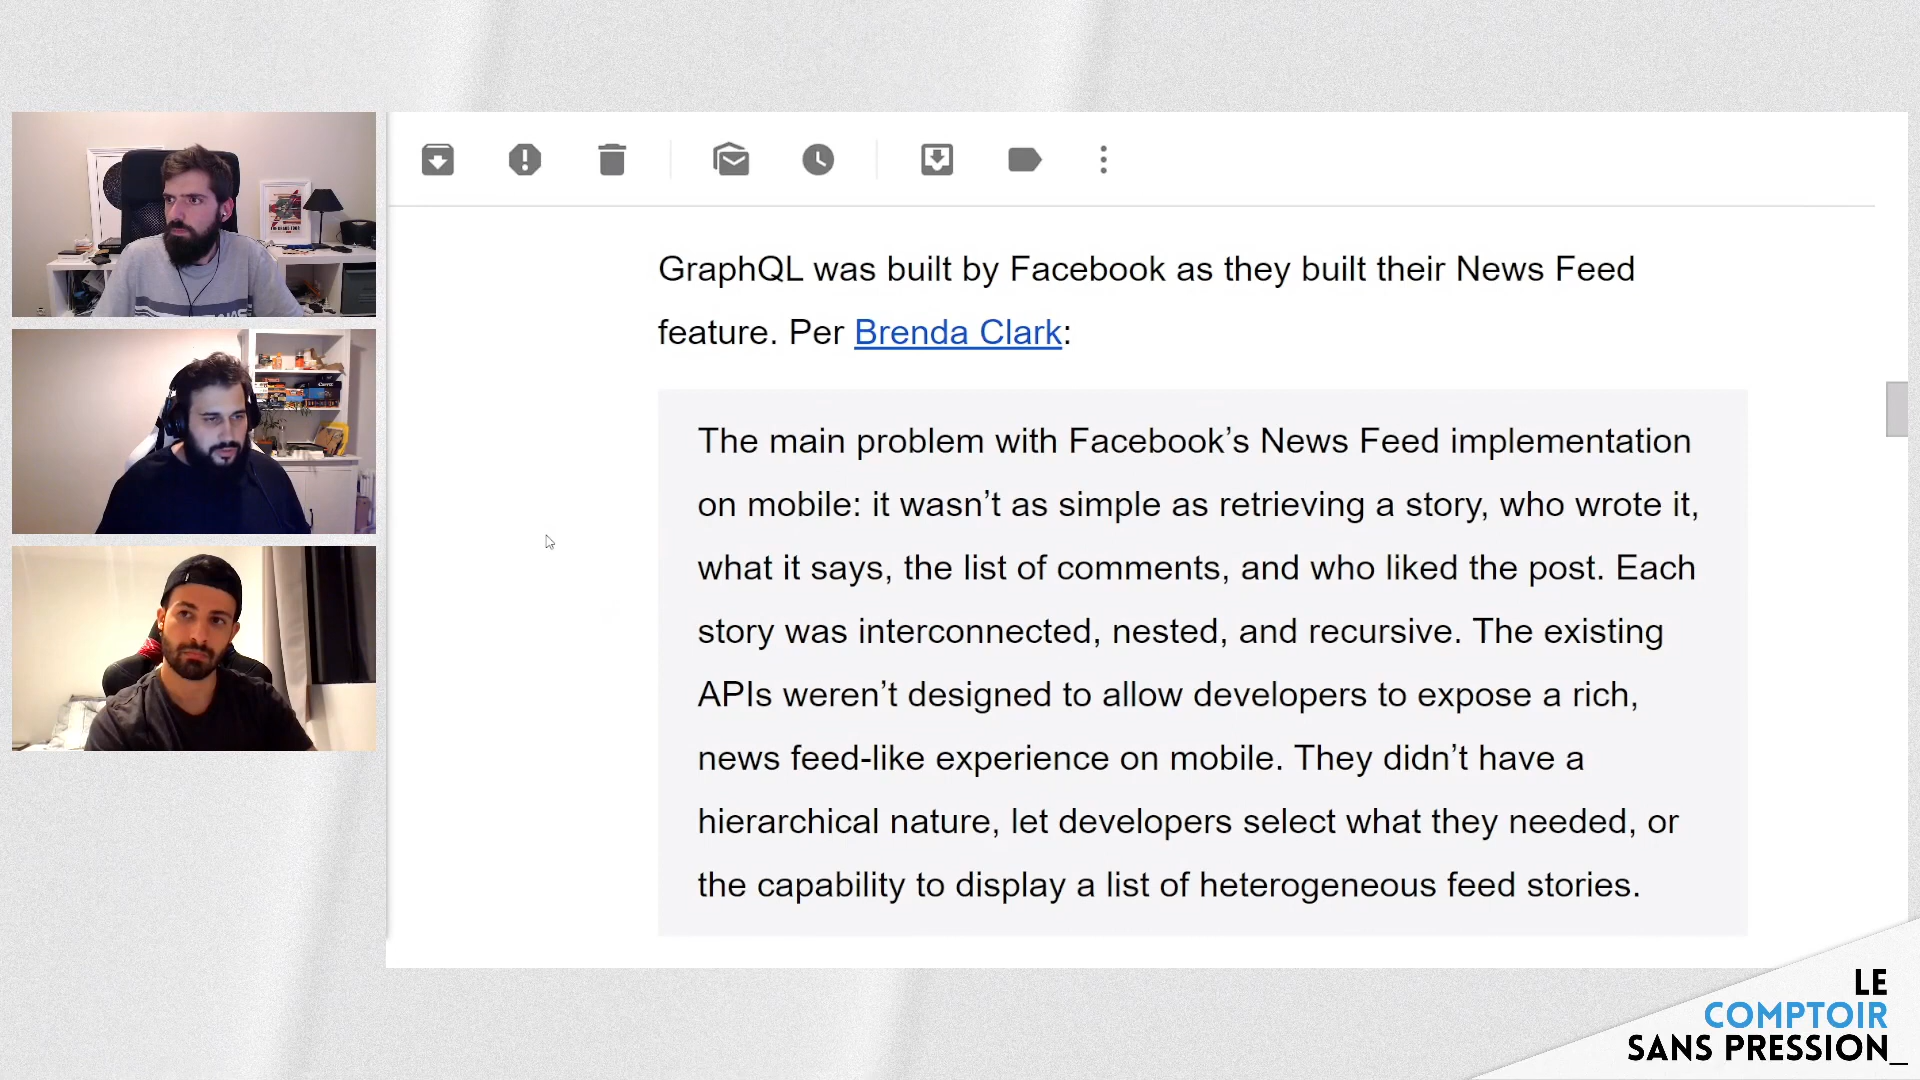 GraphQL was built by Facebook as they built their News Feed
feature. Per Brenda Clark:
The main problem with Facebook’s News Feed implementation
on mobile: it wasn’t as simple as retrieving a story, who wrote it,
what it says, the list of comments, and who liked the post. Each
story was interconnected, nested, and recursive. The existing
APIs weren’t designed to allow developers to expose a rich,
news feed-like experience on mobile. They didn’t have a
hierarchical nature, let developers select what they needed, or
the capability to display a list of heterogeneous feed stories.
LE
COMPTOIR
SANS PRESSION_